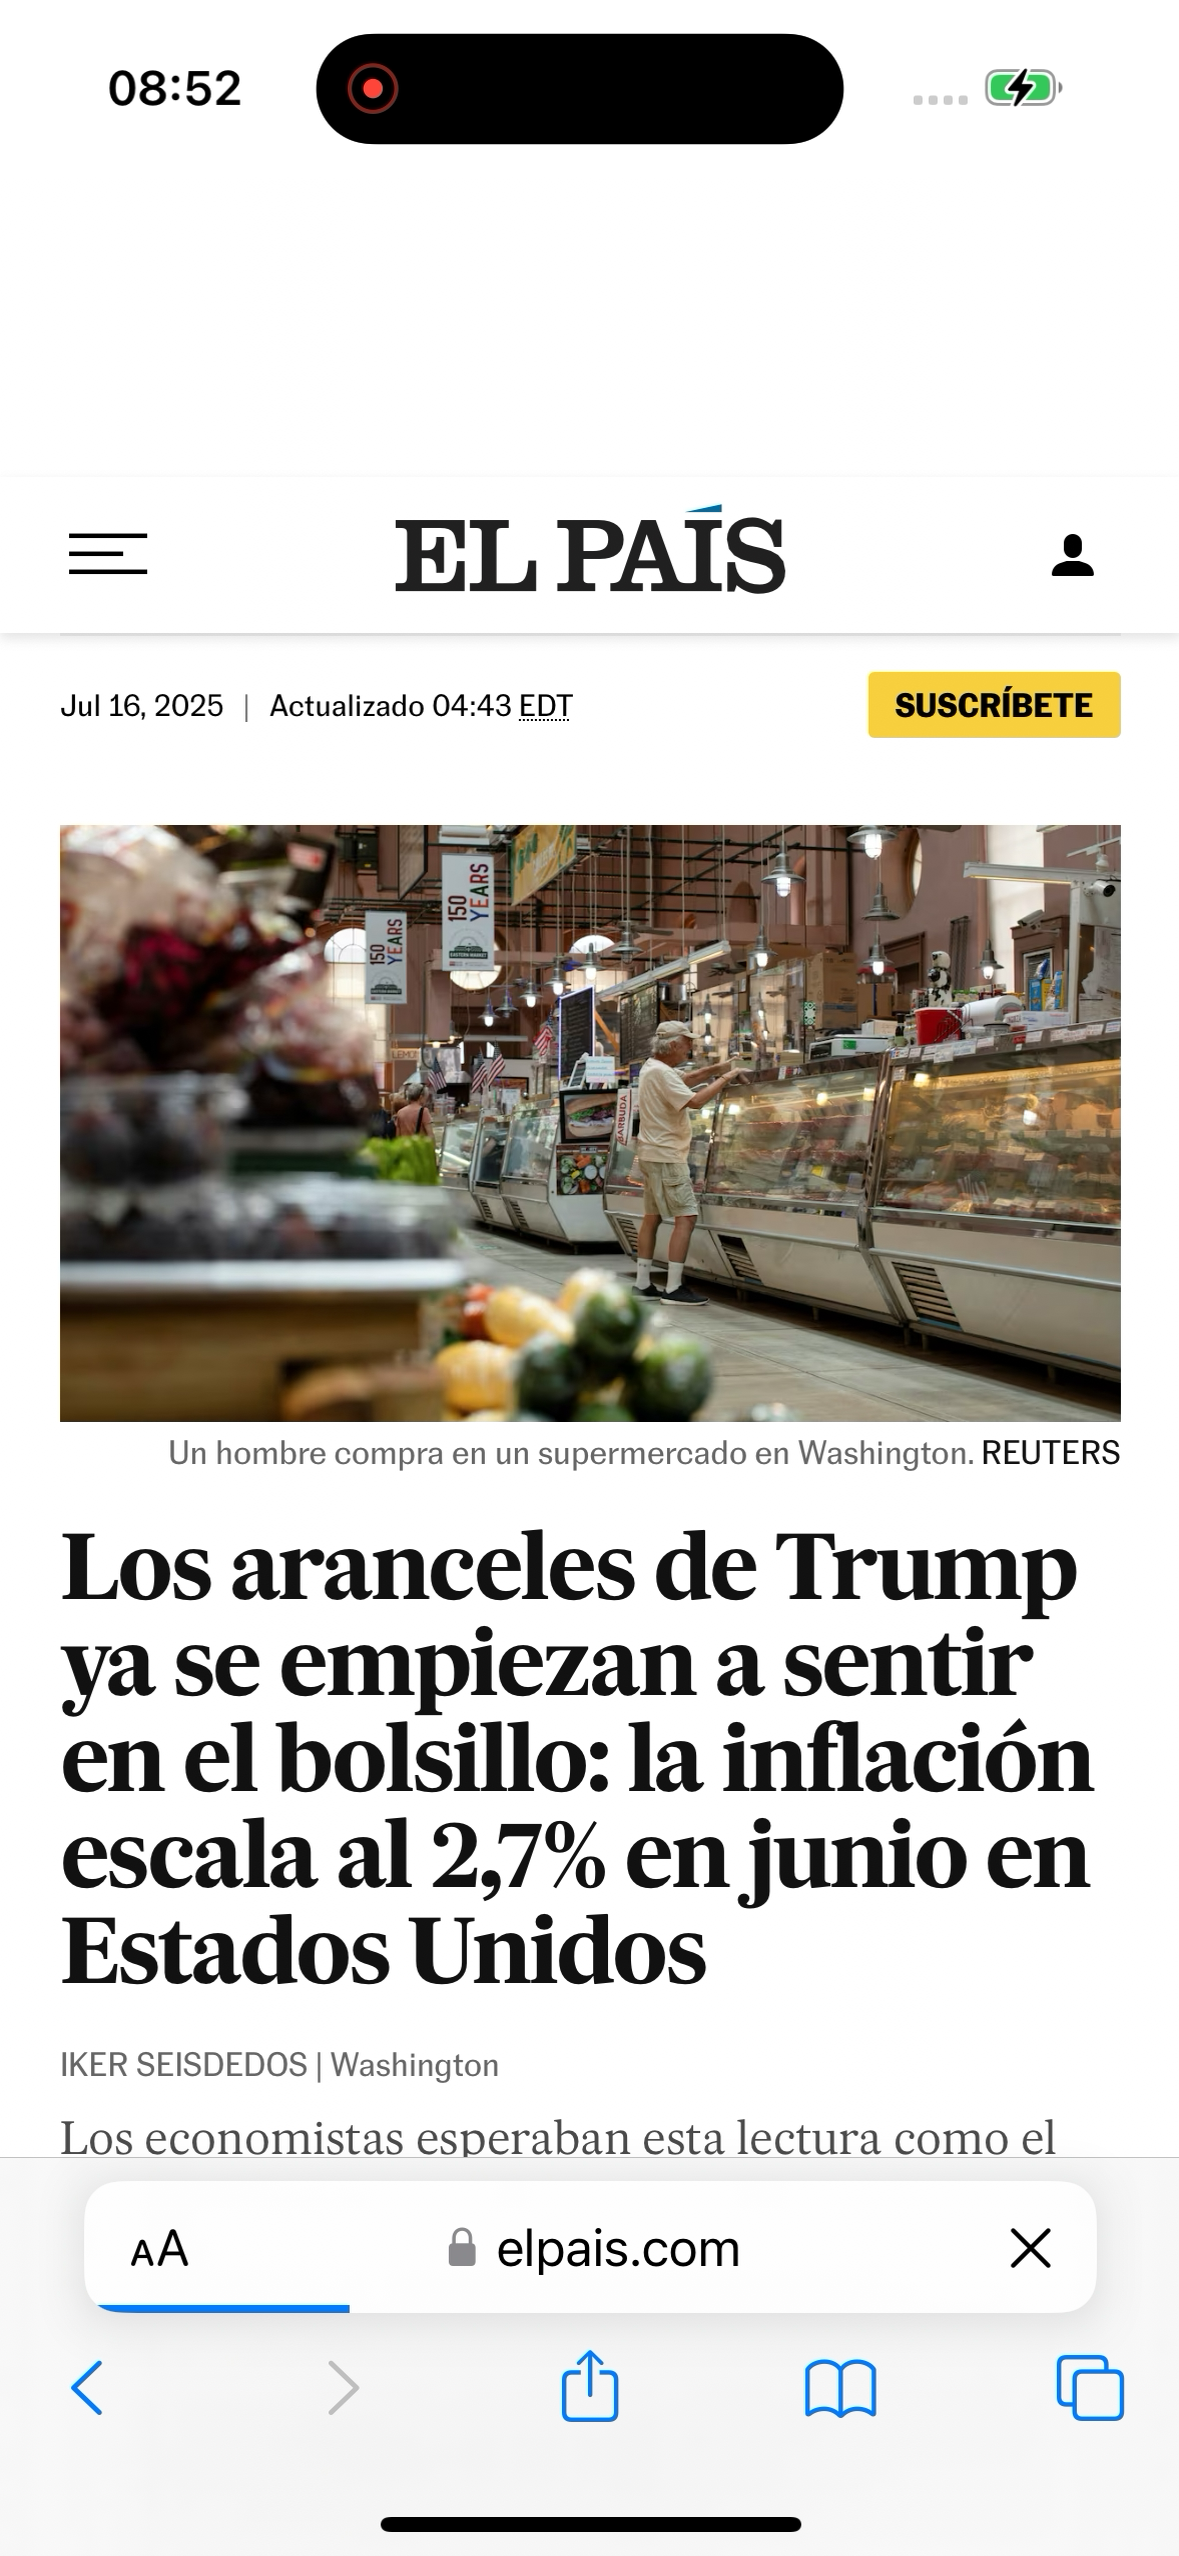 08:52
EL PAÍS
Jul 16, 2025 | Actualizado 04:43 EDT
SUSCRÍBETE
150 YEARS
EASTERN MARKET
150 YEARS
BARBUDA
Un hombre compra en un supermercado en Washington. REUTERS
Los aranceles de Trump
ya se empiezan a sentir
en el bolsillo: la inflación
escala al 2,7% en junio en
Estados Unidos
IKER SEISDEDOS | Washington
Los economistas esperaban esta lectura como el
AA
elpais.com